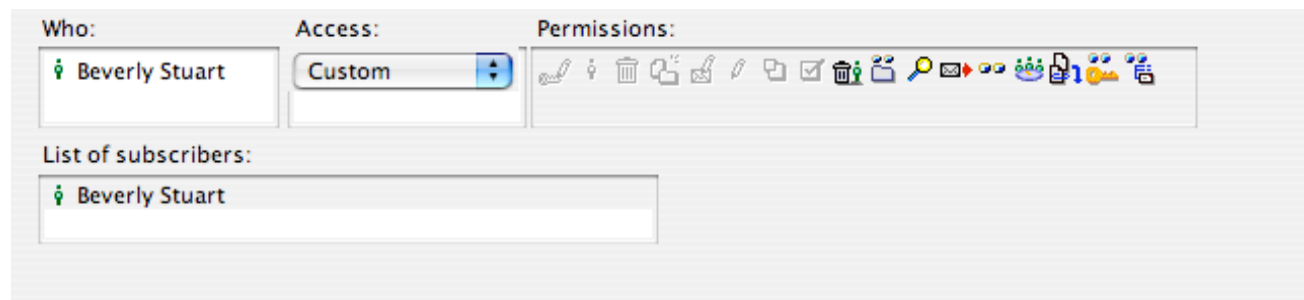 Who: Access: Permissions:
Beverly Stuart Custom
List of subscribers:
Beverly Stuart